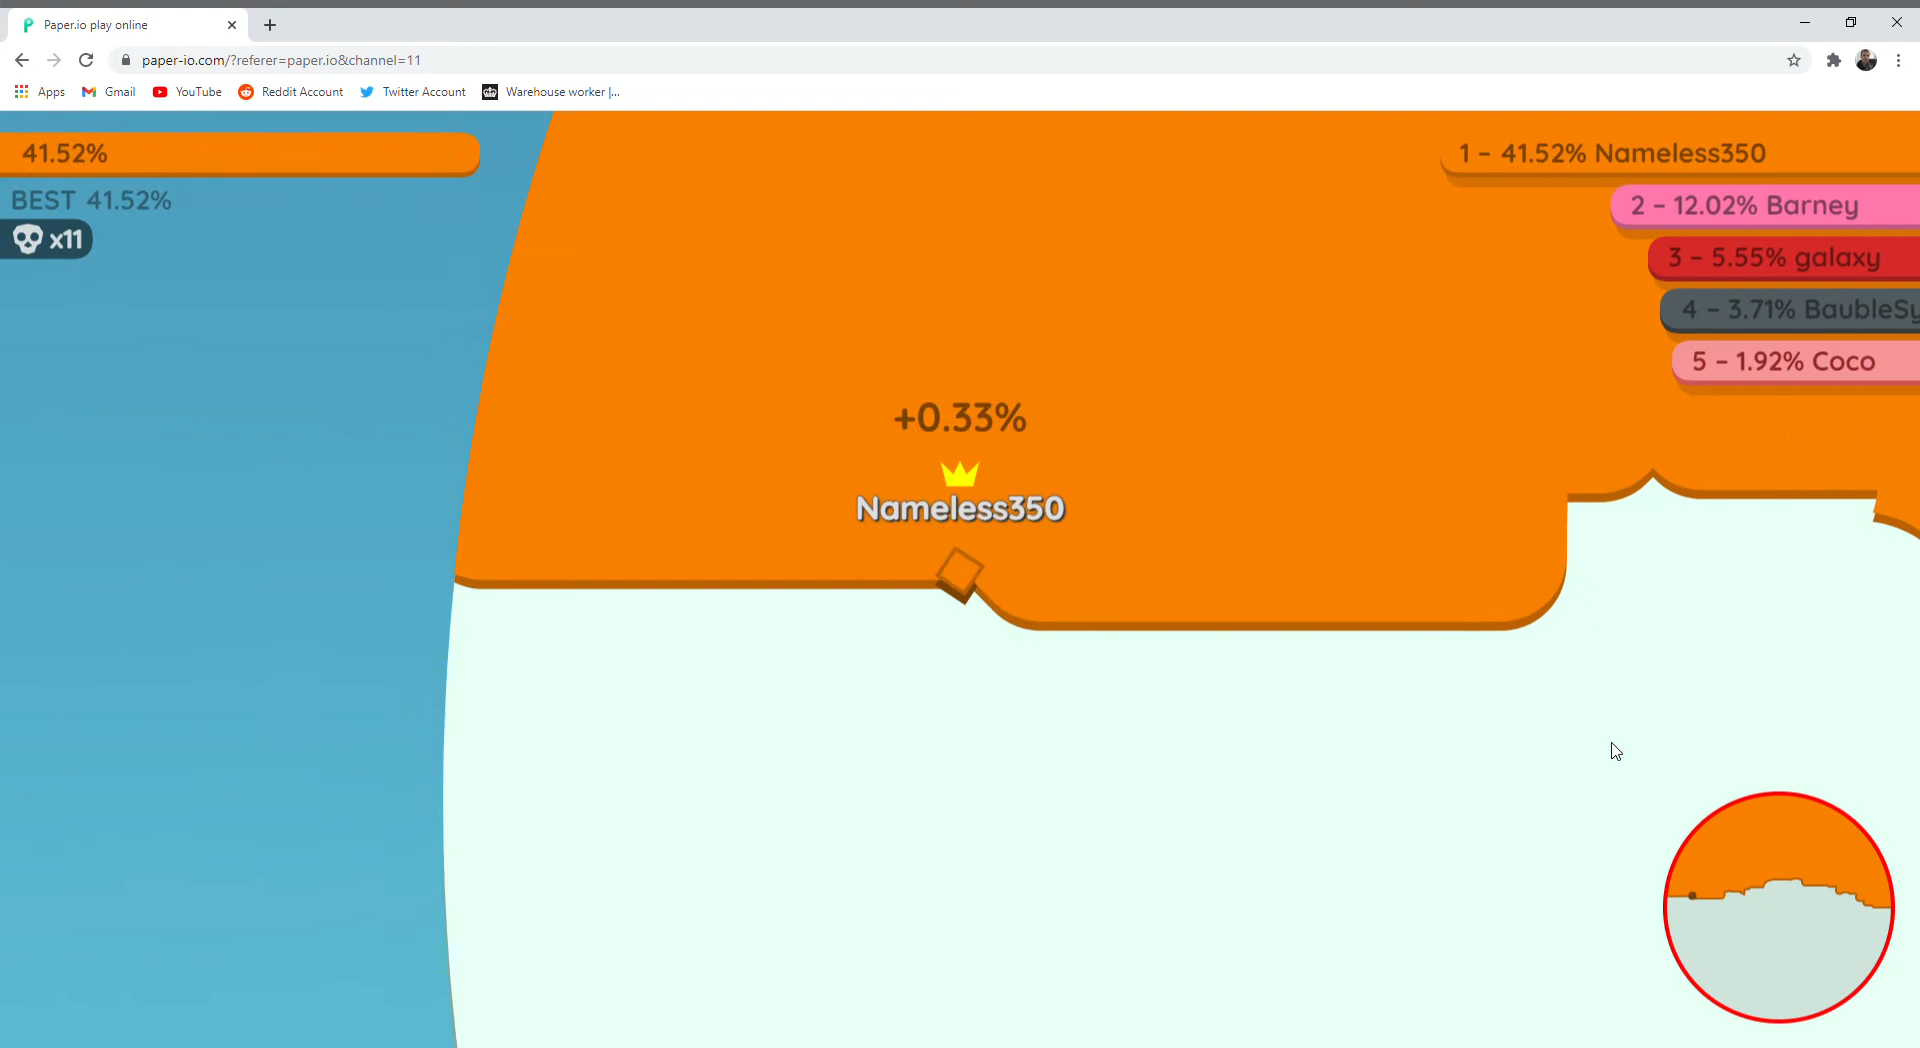 Paper.io play online
paper-io.com/?referer=paper.io&channel=11
Apps Gmail YouTube Reddit Account Twitter Account Warehouse worker |...
41.52%
BEST 41.52%
x11
1 – 41.52% Nameless350
2 – 12.02% Barney
3 – 5.55% galaxy
4 – 3.71% BaubleSy
5 – 1.92% Coco
+0.33%
Nameless350